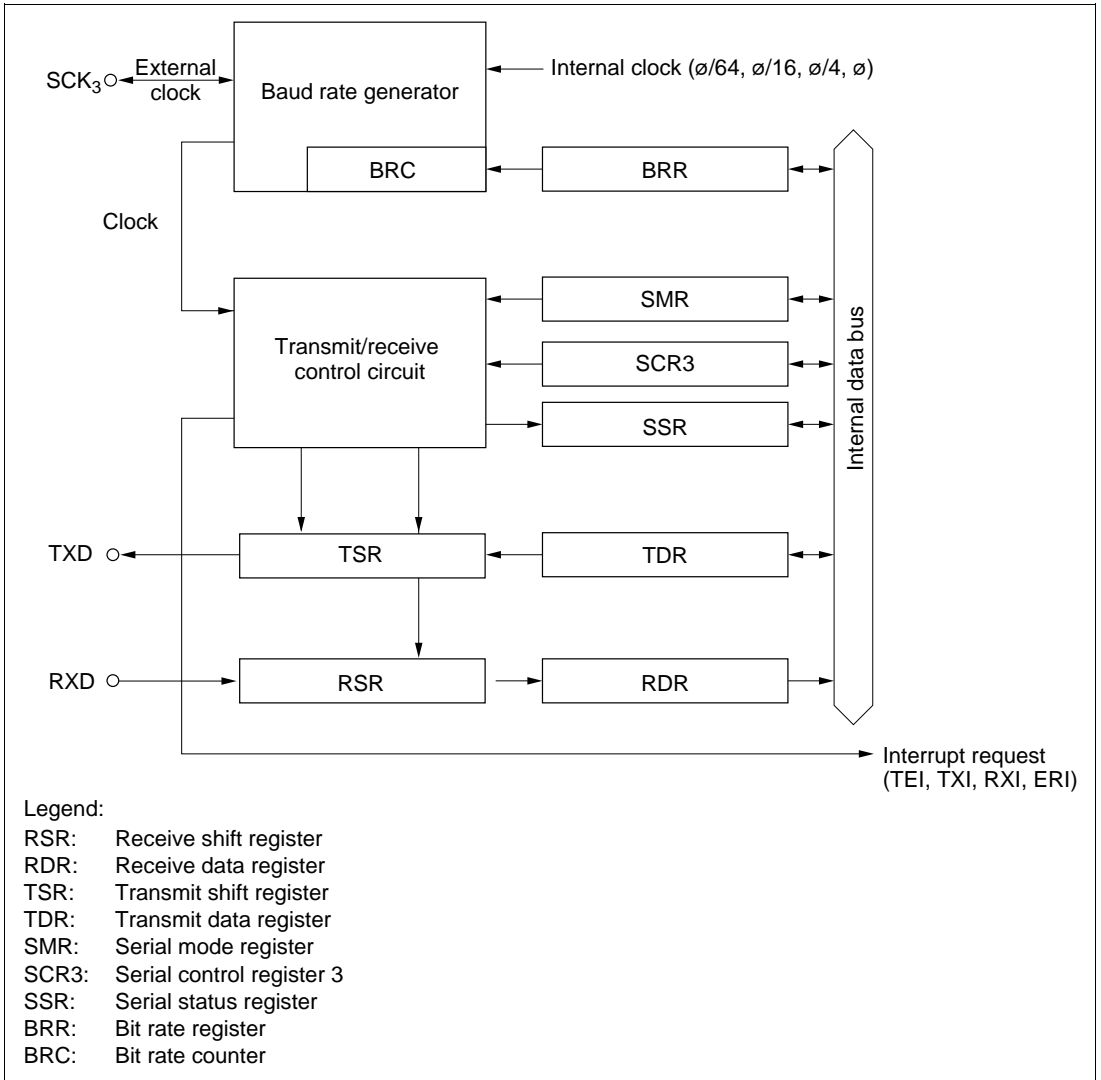 SCK3
External
clock
Baud rate generator
Internal clock (ø/64, ø/16, ø/4, ø)
BRC
BRR
Clock
Transmit/receive
control circuit
SMR
SCR3
SSR
Internal data bus
TXD
TSR
TDR
RXD
RSR
RDR
Interrupt request
(TEI, TXI, RXI, ERI)
Legend:
RSR: Receive shift register
RDR: Receive data register
TSR: Transmit shift register
TDR: Transmit data register
SMR: Serial mode register
SCR3: Serial control register 3
SSR: Serial status register
BRR: Bit rate register
BRC: Bit rate counter